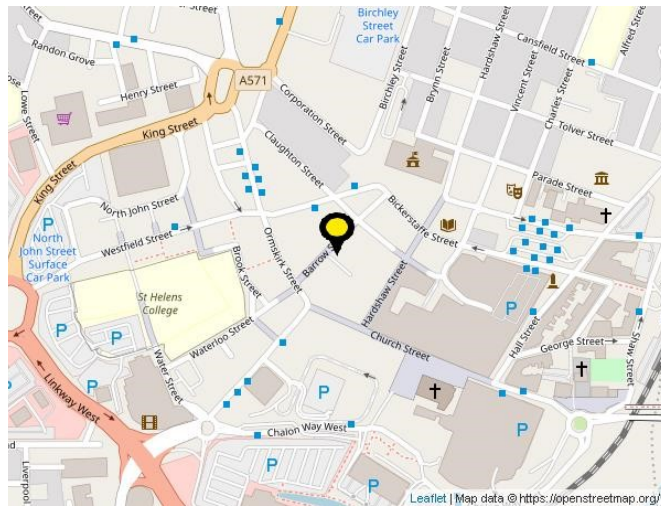 Randon Grove
Lowe Street
Henry Street
King Street
King Street
A571
Birchley
Street
Car Park
Birchley Street
Brynn Street
Hardshaw Street
Vincent Street
Charles Street
Cansfield Street
Alfred Street
Tolver Street
Parade Street
Corporation Street
Claughton Street
Bickerstaffe Street
North John Street
Westfield Street
P
North
John Street
Surface
Car Park
Ormskirk Street
Brook Street
Barrow S
Hardshaw Street
St Helens
College
P
P
P
Waterloo Street
Water Street
Church Street
Hall Street
George Street
Shaw Street
P
P
P
P
P
Linkway West
Chalon Way West
Liverpool
Leaflet | Map data © https://openstreetmap.org/